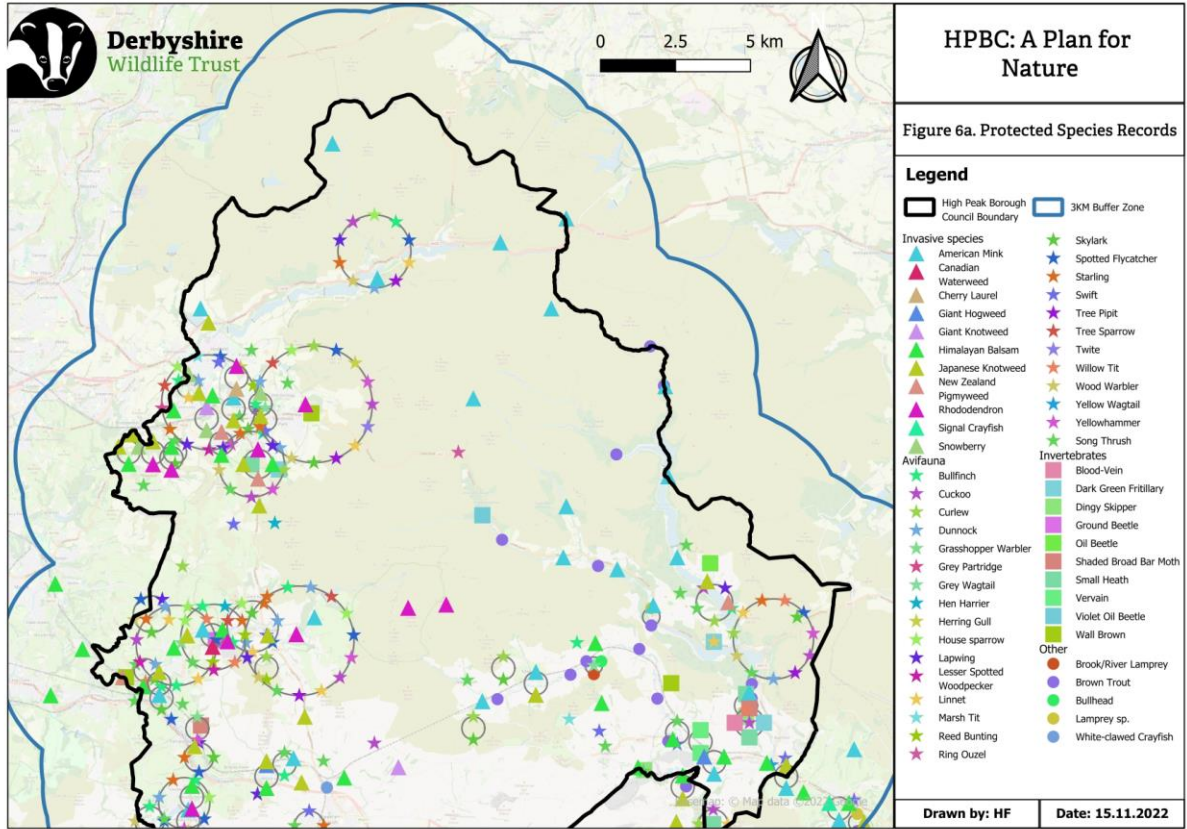 Derbyshire
Wildlife Trust
0 2.5 5 km
HPBC: A Plan for
Nature
Figure 6a. Protected Species Records
Legend
High Peak Borough
Council Boundary
3KM Buffer Zone
Invasive species
American Mink
Canadian
Waterweed
Cherry Laurel
Giant Hogweed
Giant Knotweed
Himalayan Balsam
Japanese Knotweed
New Zealand
Pigmyweed
Rhododendron
Signal Crayfish
Snowberry
Avifauna
Bullfinch
Cuckoo
Curlew
Dunnock
Grasshopper Warbler
Grey Partridge
Grey Wagtail
Hen Harrier
Herring Gull
House sparrow
Lapwing
Lesser Spotted
Woodpecker
Linnet
Marsh Tit
Reed Bunting
Ring Ouzel
Skylark
Spotted Flycatcher
Starling
Swift
Tree Pipit
Tree Sparrow
Twite
Willow Tit
Wood Warbler
Yellow Wagtail
Yellowhammer
Song Thrush
Invertebrates
Blood-Vein
Dark Green Fritillary
Dingy Skipper
Ground Beetle
Oil Beetle
Shaded Broad Bar Moth
Small Heath
Vervain
Violet Oil Beetle
Wall Brown
Other
Brook/River Lamprey
Brown Trout
Bullhead
Lamprey sp.
White-clawed Crayfish
Drawn by: HF
Date: 15.11.2022